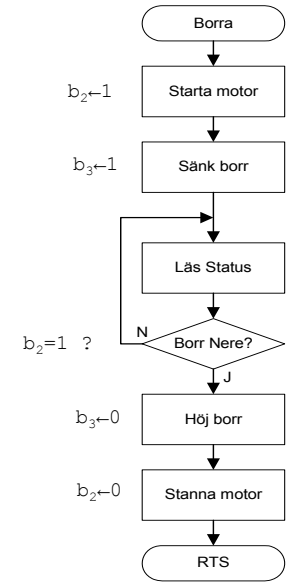 Borra
b₂←1
Starta motor
b₃←1
Sänk borr
Läs Status
N
b₂=1 ?
Borr Nere?
J
b₃←0
Höj borr
b₂←0
Stanna motor
RTS